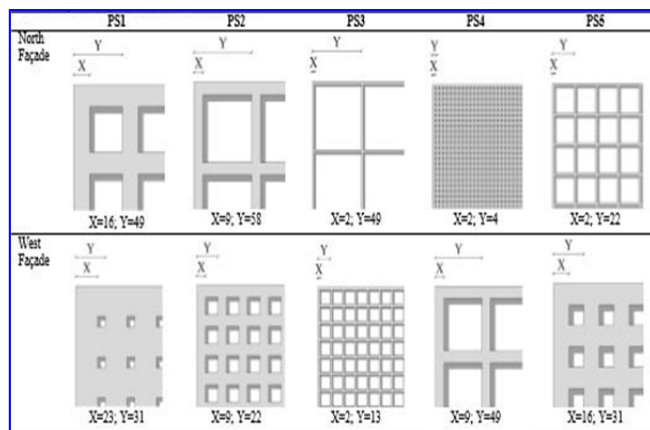 PS1 PS2 PS3 PS4 PS5
North
Façade
Y Y Y Y Y
X X X X X
X=16; Y=49 X=9; Y=58 X=2; Y=49 X=2; Y=4 X=2; Y=22
West
Façade
Y Y Y Y Y
X X X X X
X=23; Y=31 X=9; Y=22 X=2; Y=13 X=9; Y=49 X=16; Y=31